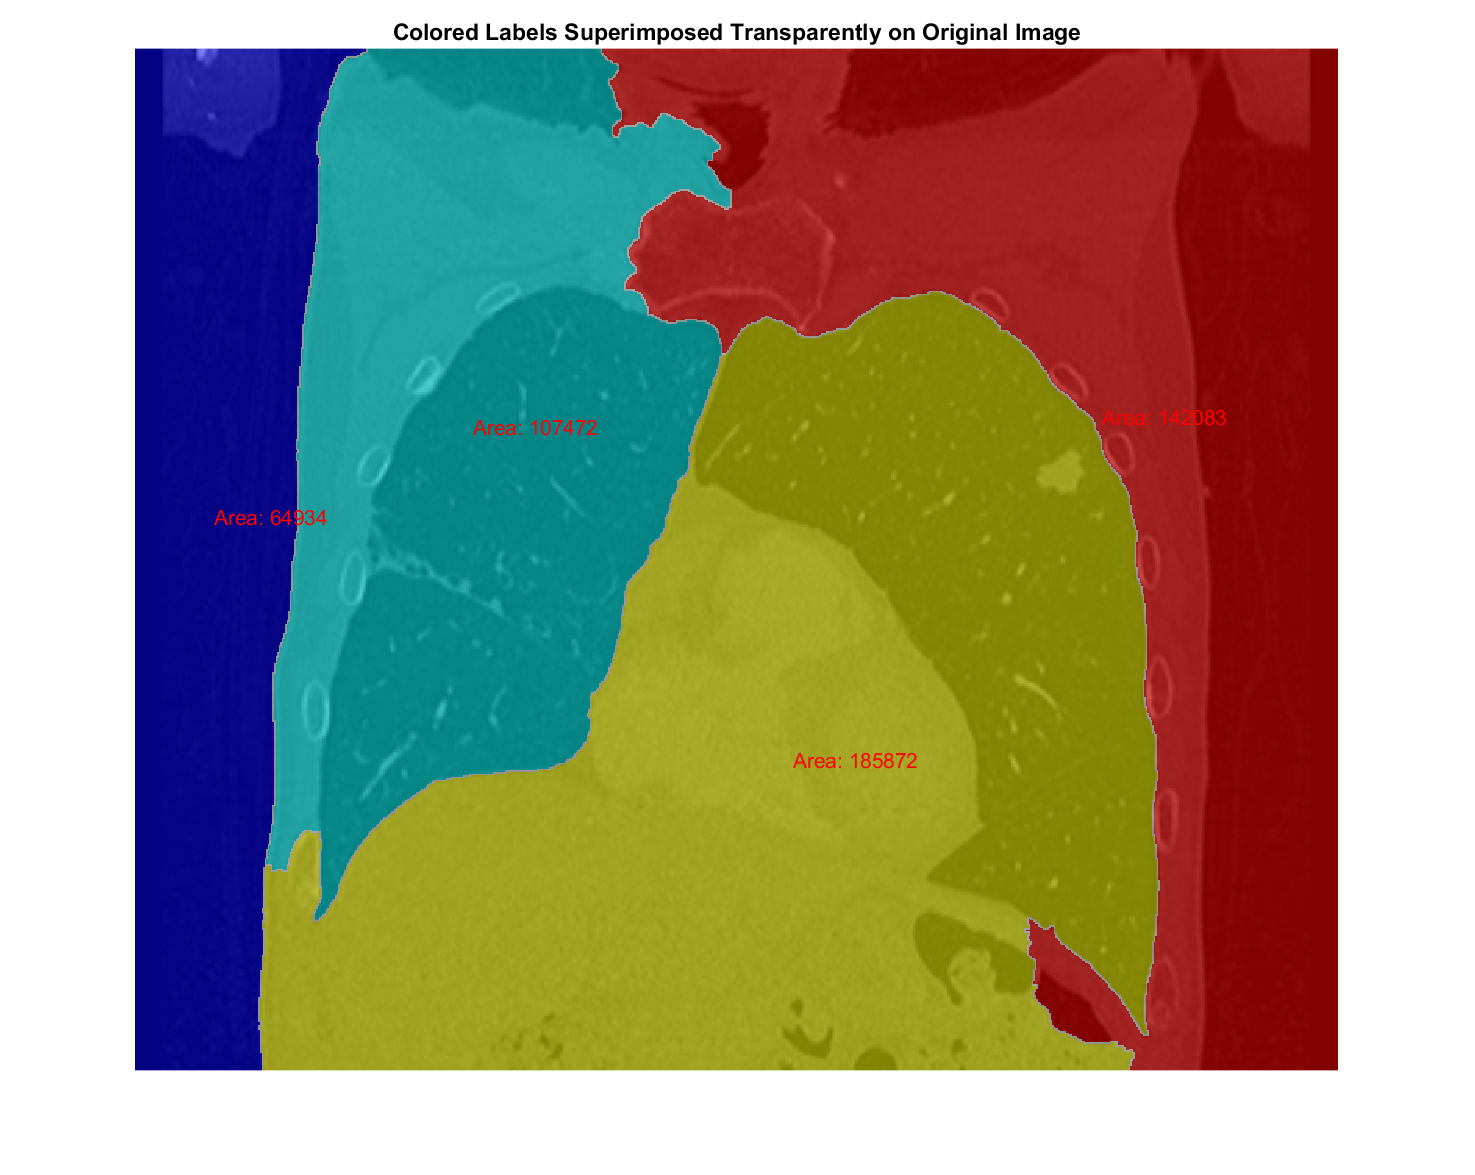 Colored Labels Superimposed Transparently on Original Image
Area: 142083
Area: 107472
Area: 64934
Area: 185872